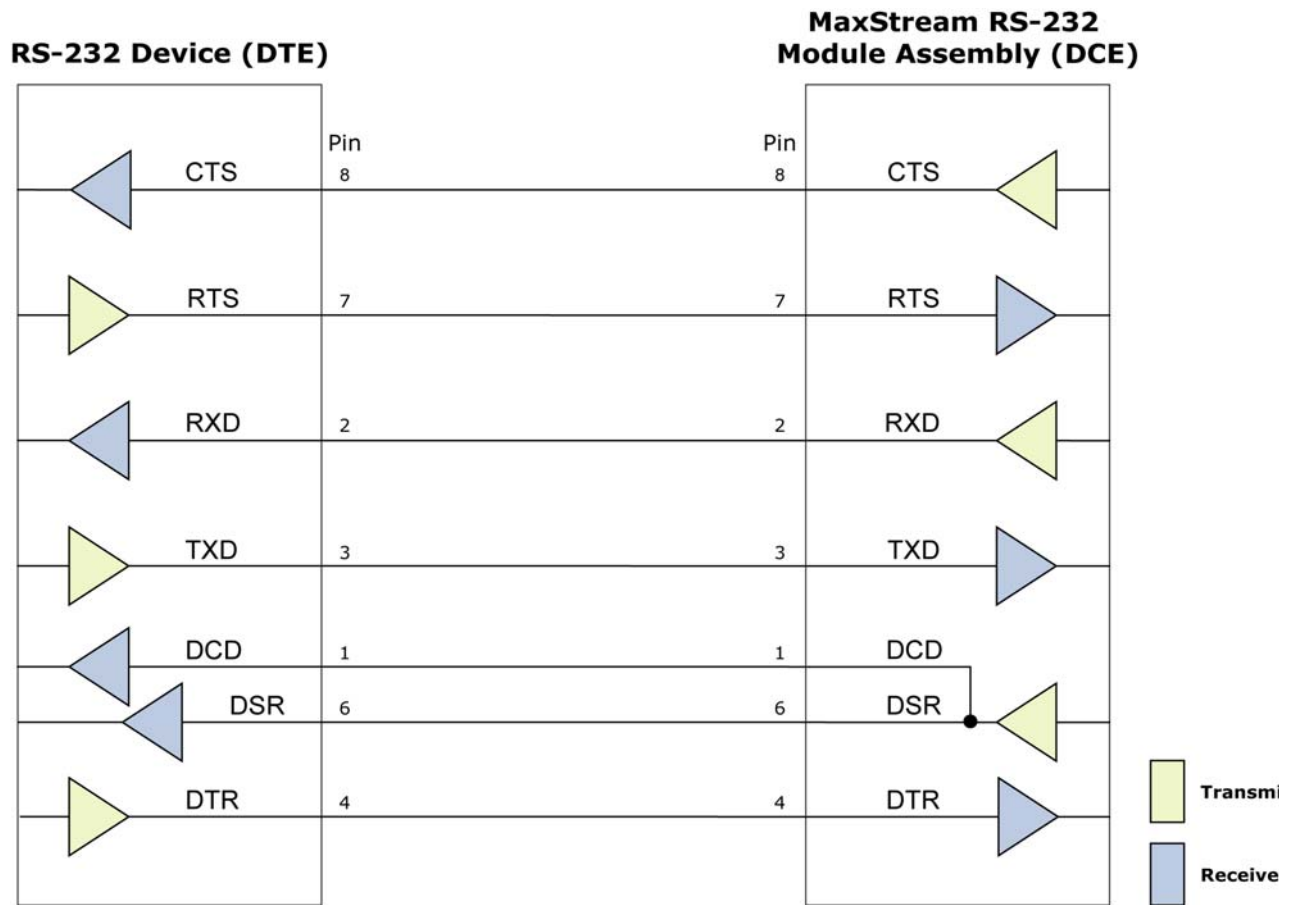 RS-232 Device (DTE)
MaxStream RS-232
Module Assembly (DCE)
Pin Pin
CTS 8 8 CTS
RTS 7 7 RTS
RXD 2 2 RXD
TXD 3 3 TXD
DCD 1 1 DCD
DSR 6 6 DSR
DTR 4 4 DTR
Transmi
Receive